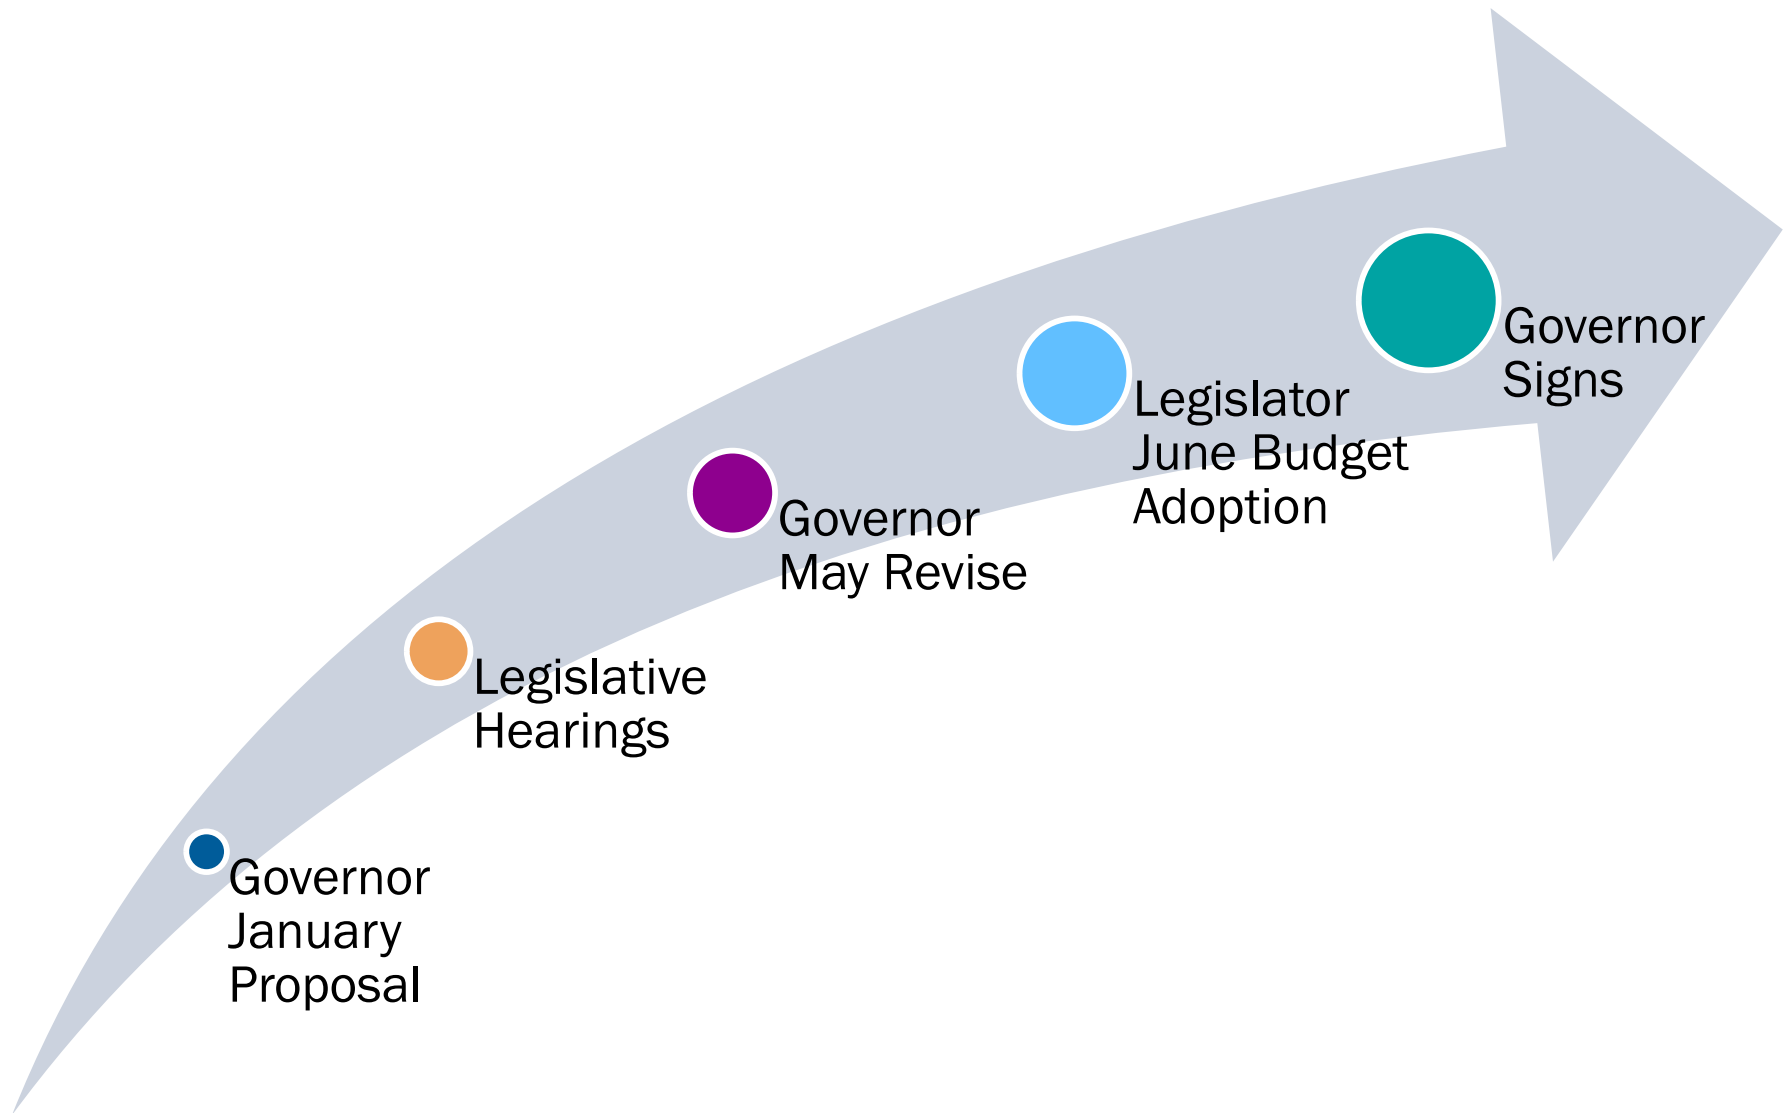 Governor
January
Proposal
Legislative
Hearings
Governor
May Revise
Legislator
June Budget
Adoption
Governor
Signs